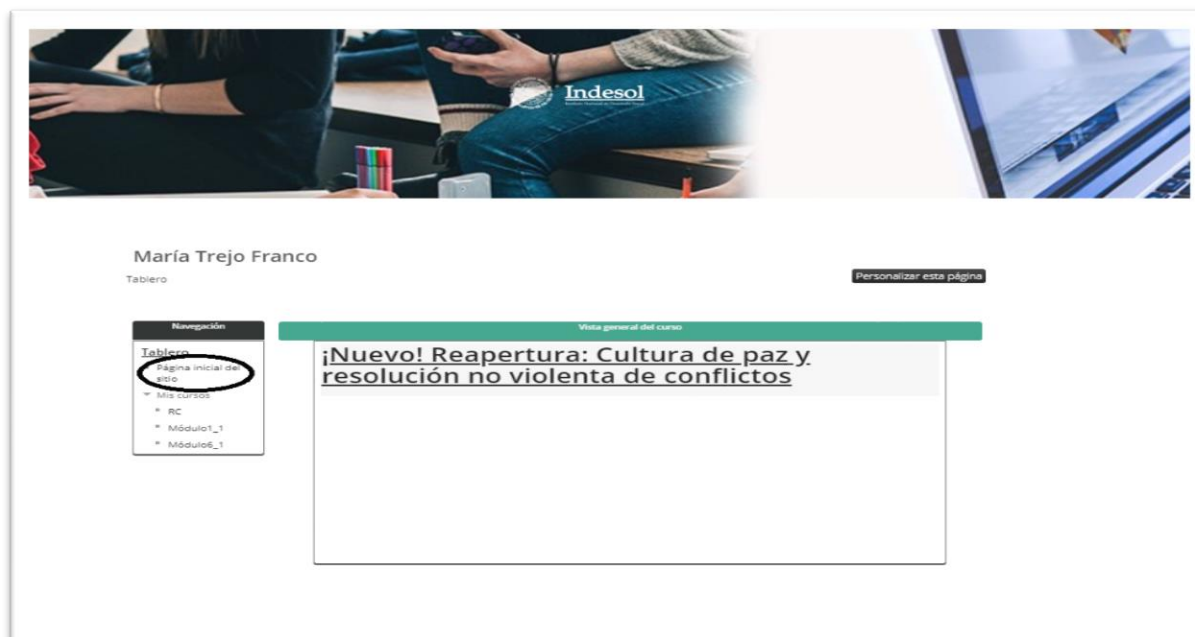 Indesol
María Trejo Franco
Tablero
Personalizar esta página
Navegación
Tablero
Página inicial del
sitio
Mis cursos
RC
Módulo1_1
Módulo6_1
Vista general del curso
¡Nuevo! Reapertura: Cultura de paz y
resolución no violenta de conflictos